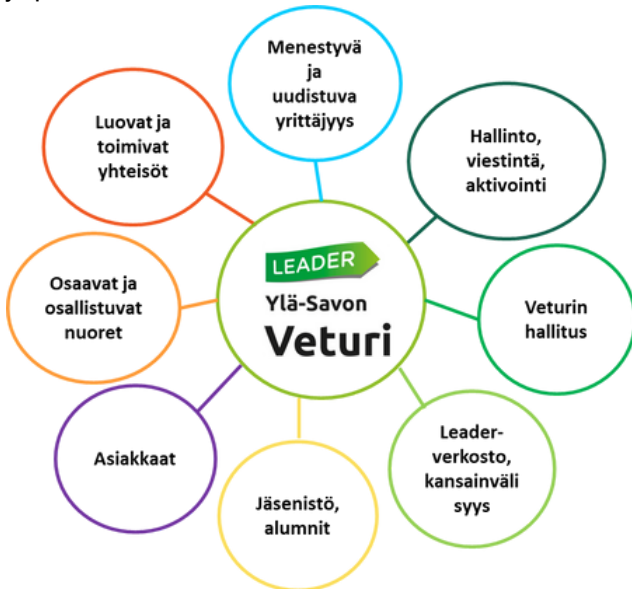 Menestyvä
ja
uudistuva
yrittäjyys
Hallinto,
viestintä,
aktivointi
Veturin
hallitus
Leader-
verkosto,
kansainväli
syys
Jäsenistö,
alumnit
Asiakkaat
Osaavat ja
osallistuvat
nuoret
Luovat ja
toimivat
yhteisöt
LEADER
Ylä-Savon
Veturi